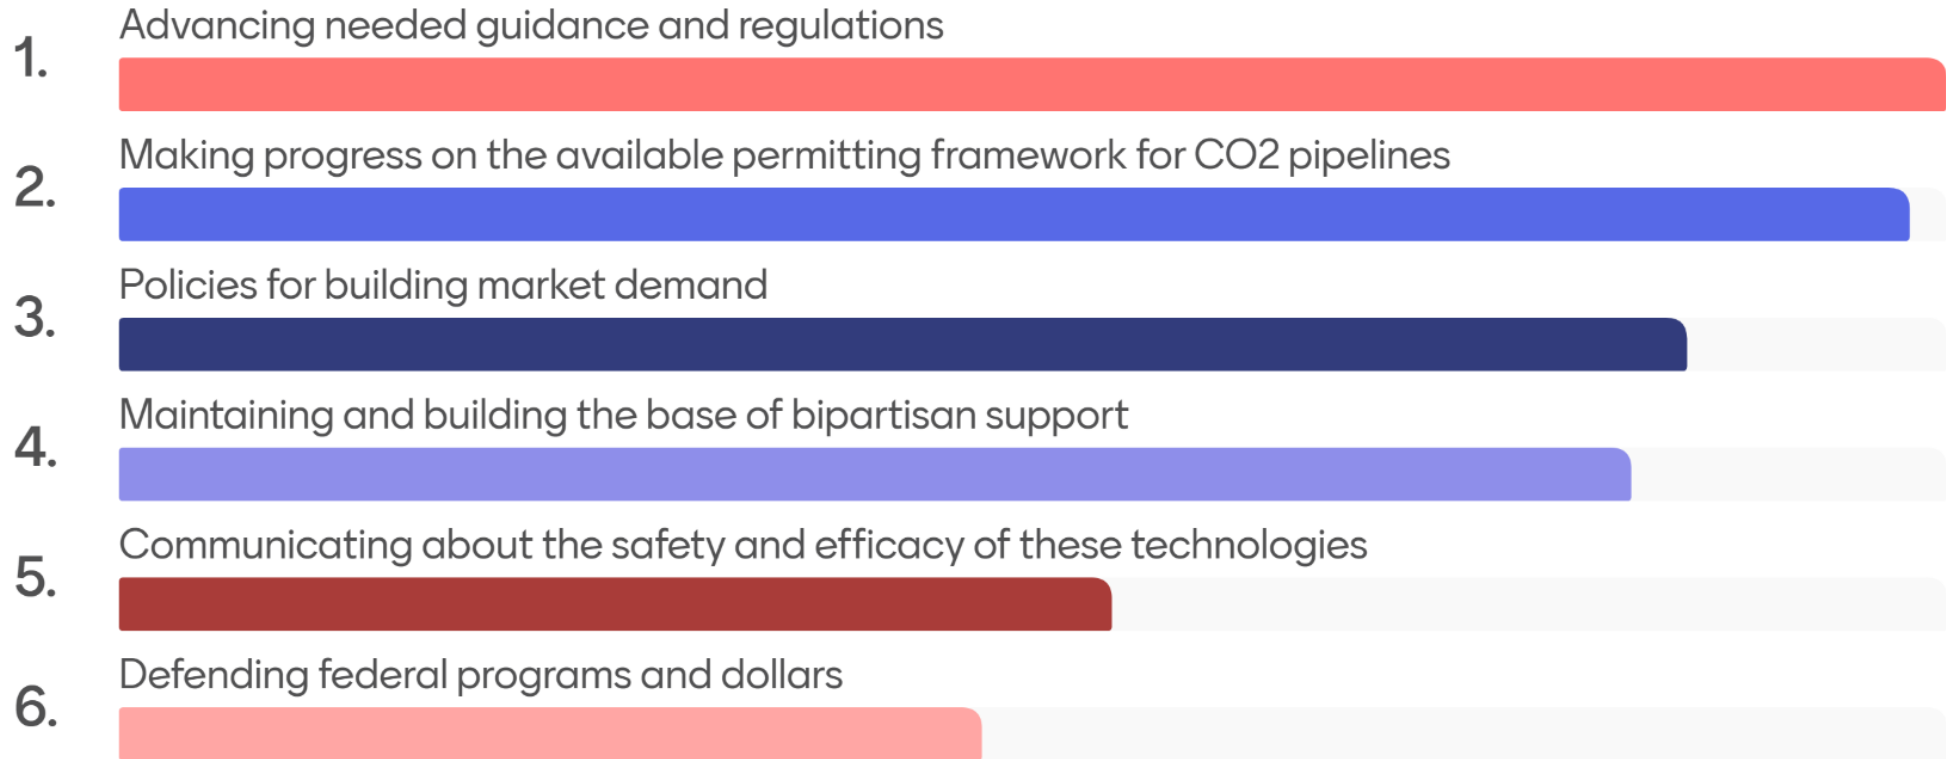 1. Advancing needed guidance and regulations
2. Making progress on the available permitting framework for CO2 pipelines
3. Policies for building market demand
4. Maintaining and building the base of bipartisan support
5. Communicating about the safety and efficacy of these technologies
6. Defending federal programs and dollars